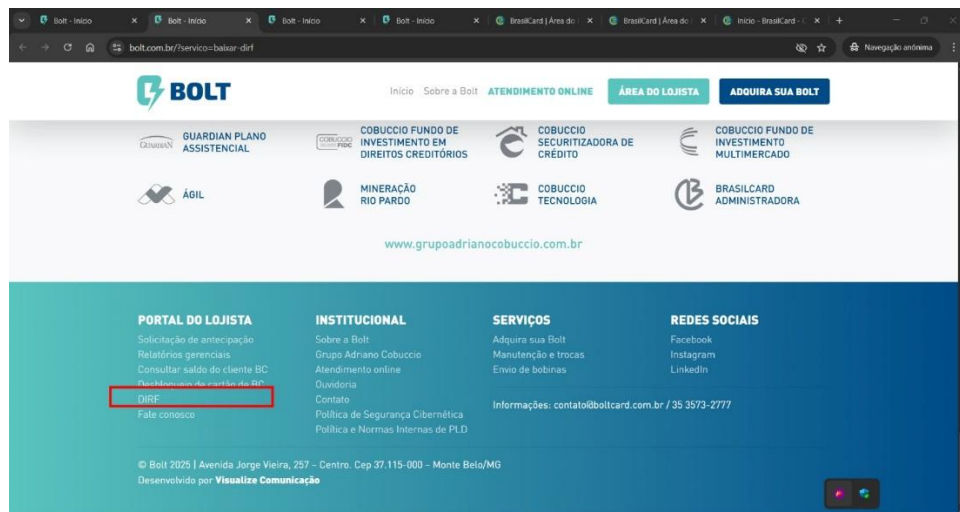 Bolt - Início
Bolt - Início
Bolt - Início
Bolt - Início
BrasilCard | Área do
BrasilCard | Área do
Início - BrasilCard - C
bolt.com.br/?servico=baixar-dirf
Navegação anônima
BOLT
Início
Sobre a Bolt
ATENDIMENTO ONLINE
ÁREA DO LOJISTA
ADQUIRA SUA BOLT
GUARDIAN
GUARDIAN PLANO
ASSISTENCIAL
COBUCCIO
FIDC
COBUCCIO FUNDO DE
INVESTIMENTO EM
DIREITOS CREDITÓRIOS
COBUCCIO
SECURITIZADORA DE
CRÉDITO
COBUCCIO FUNDO DE
INVESTIMENTO
MULTIMERCADO
ÁGIL
MINERAÇÃO
RIO PARDO
COBUCCIO
TECNOLOGIA
BRASILCARD
ADMINISTRADORA
www.grupoadrianocobuccio.com.br
PORTAL DO LOJISTA
Solicitação de antecipação
Relatórios gerenciais
Consultar saldo do cliente BC
Desbloqueio de cartão de BC
DIRF
Fale conosco
INSTITUCIONAL
Sobre a Bolt
Grupo Adriano Cobuccio
Atendimento online
Ouvidoria
Contato
Política de Segurança Cibernética
Política e Normas Internas de PLD
SERVIÇOS
Adquira sua Bolt
Manutenção e trocas
Envio de bobinas
REDES SOCIAIS
Facebook
Instagram
LinkedIn
Informações: contato@boltcard.com.br / 35 3573-2777
© Bolt 2025 | Avenida Jorge Vieira, 257 – Centro. Cep 37.115-000 – Monte Belo/MG
Desenvolvido por Visualize Comunicação